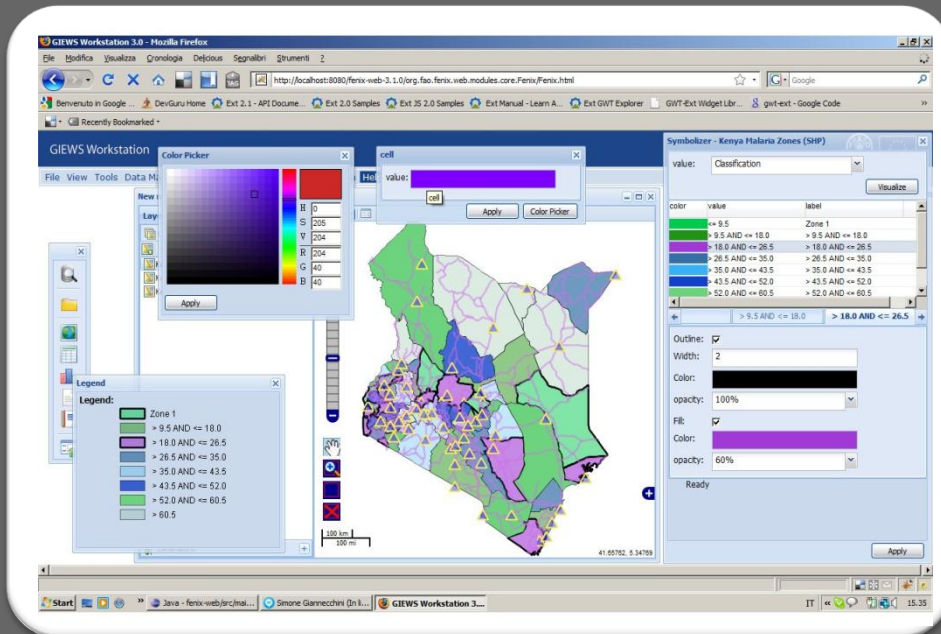 GIEWS Workstation 3.0 - Mozilla Firefox
File Modifica Visualizza Cronologia Delicious Segnalibri Strumenti ?
http://localhost:8080/fenix-web-3.1.0/org.fao.fenix.web.modules.core.Fenix/Fenix.html
Google
Benvenuto in Google ... DevGuru Home Ext 2.1 - API Docume... Ext 2.0 Samples Ext JS 2.0 Samples Ext Manual - Learn A... Ext GWT Explorer GWT-Ext Widget Lbr... gwt-ext - Google Code »
Recently Bookmarked
GIEWS Workstation
File View Tools Data Ma
Hel
New
Lay
Color Picker
H 0
S 205
V 204
R 204
G 40
B 40
Apply
cell
value:
cell
Apply Color Picker
Symbolizer - Kenya Malaria Zones (SHP)
value: Classification
Visualize
color value label
<= 9.5 Zone 1
> 9.5 AND <= 18.0 > 9.5 AND <= 18.0
> 18.0 AND <= 26.5 > 18.0 AND <= 26.5
> 26.5 AND <= 35.0 > 26.5 AND <= 35.0
> 35.0 AND <= 43.5 > 35.0 AND <= 43.5
> 43.5 AND <= 52.0 > 43.5 AND <= 52.0
> 52.0 AND <= 60.5 > 52.0 AND <= 60.5
> 9.5 AND <= 18.0 > 18.0 AND <= 26.5
Outline:
Width: 2
Color:
opacity: 100%
Fill:
Color:
opacity: 60%
Ready
Apply
Legend
Legend:
Zone 1
> 9.5 AND <= 18.0
> 18.0 AND <= 26.5
> 26.5 AND <= 35.0
> 35.0 AND <= 43.5
> 43.5 AND <= 52.0
> 52.0 AND <= 60.5
> 60.5
100 km
100 mi
41.55762, 5.34769
Start » Java - fenix-web/src/mai... Simone Giannecchini (In li... GIEWS Workstation 3.... IT « 15.35